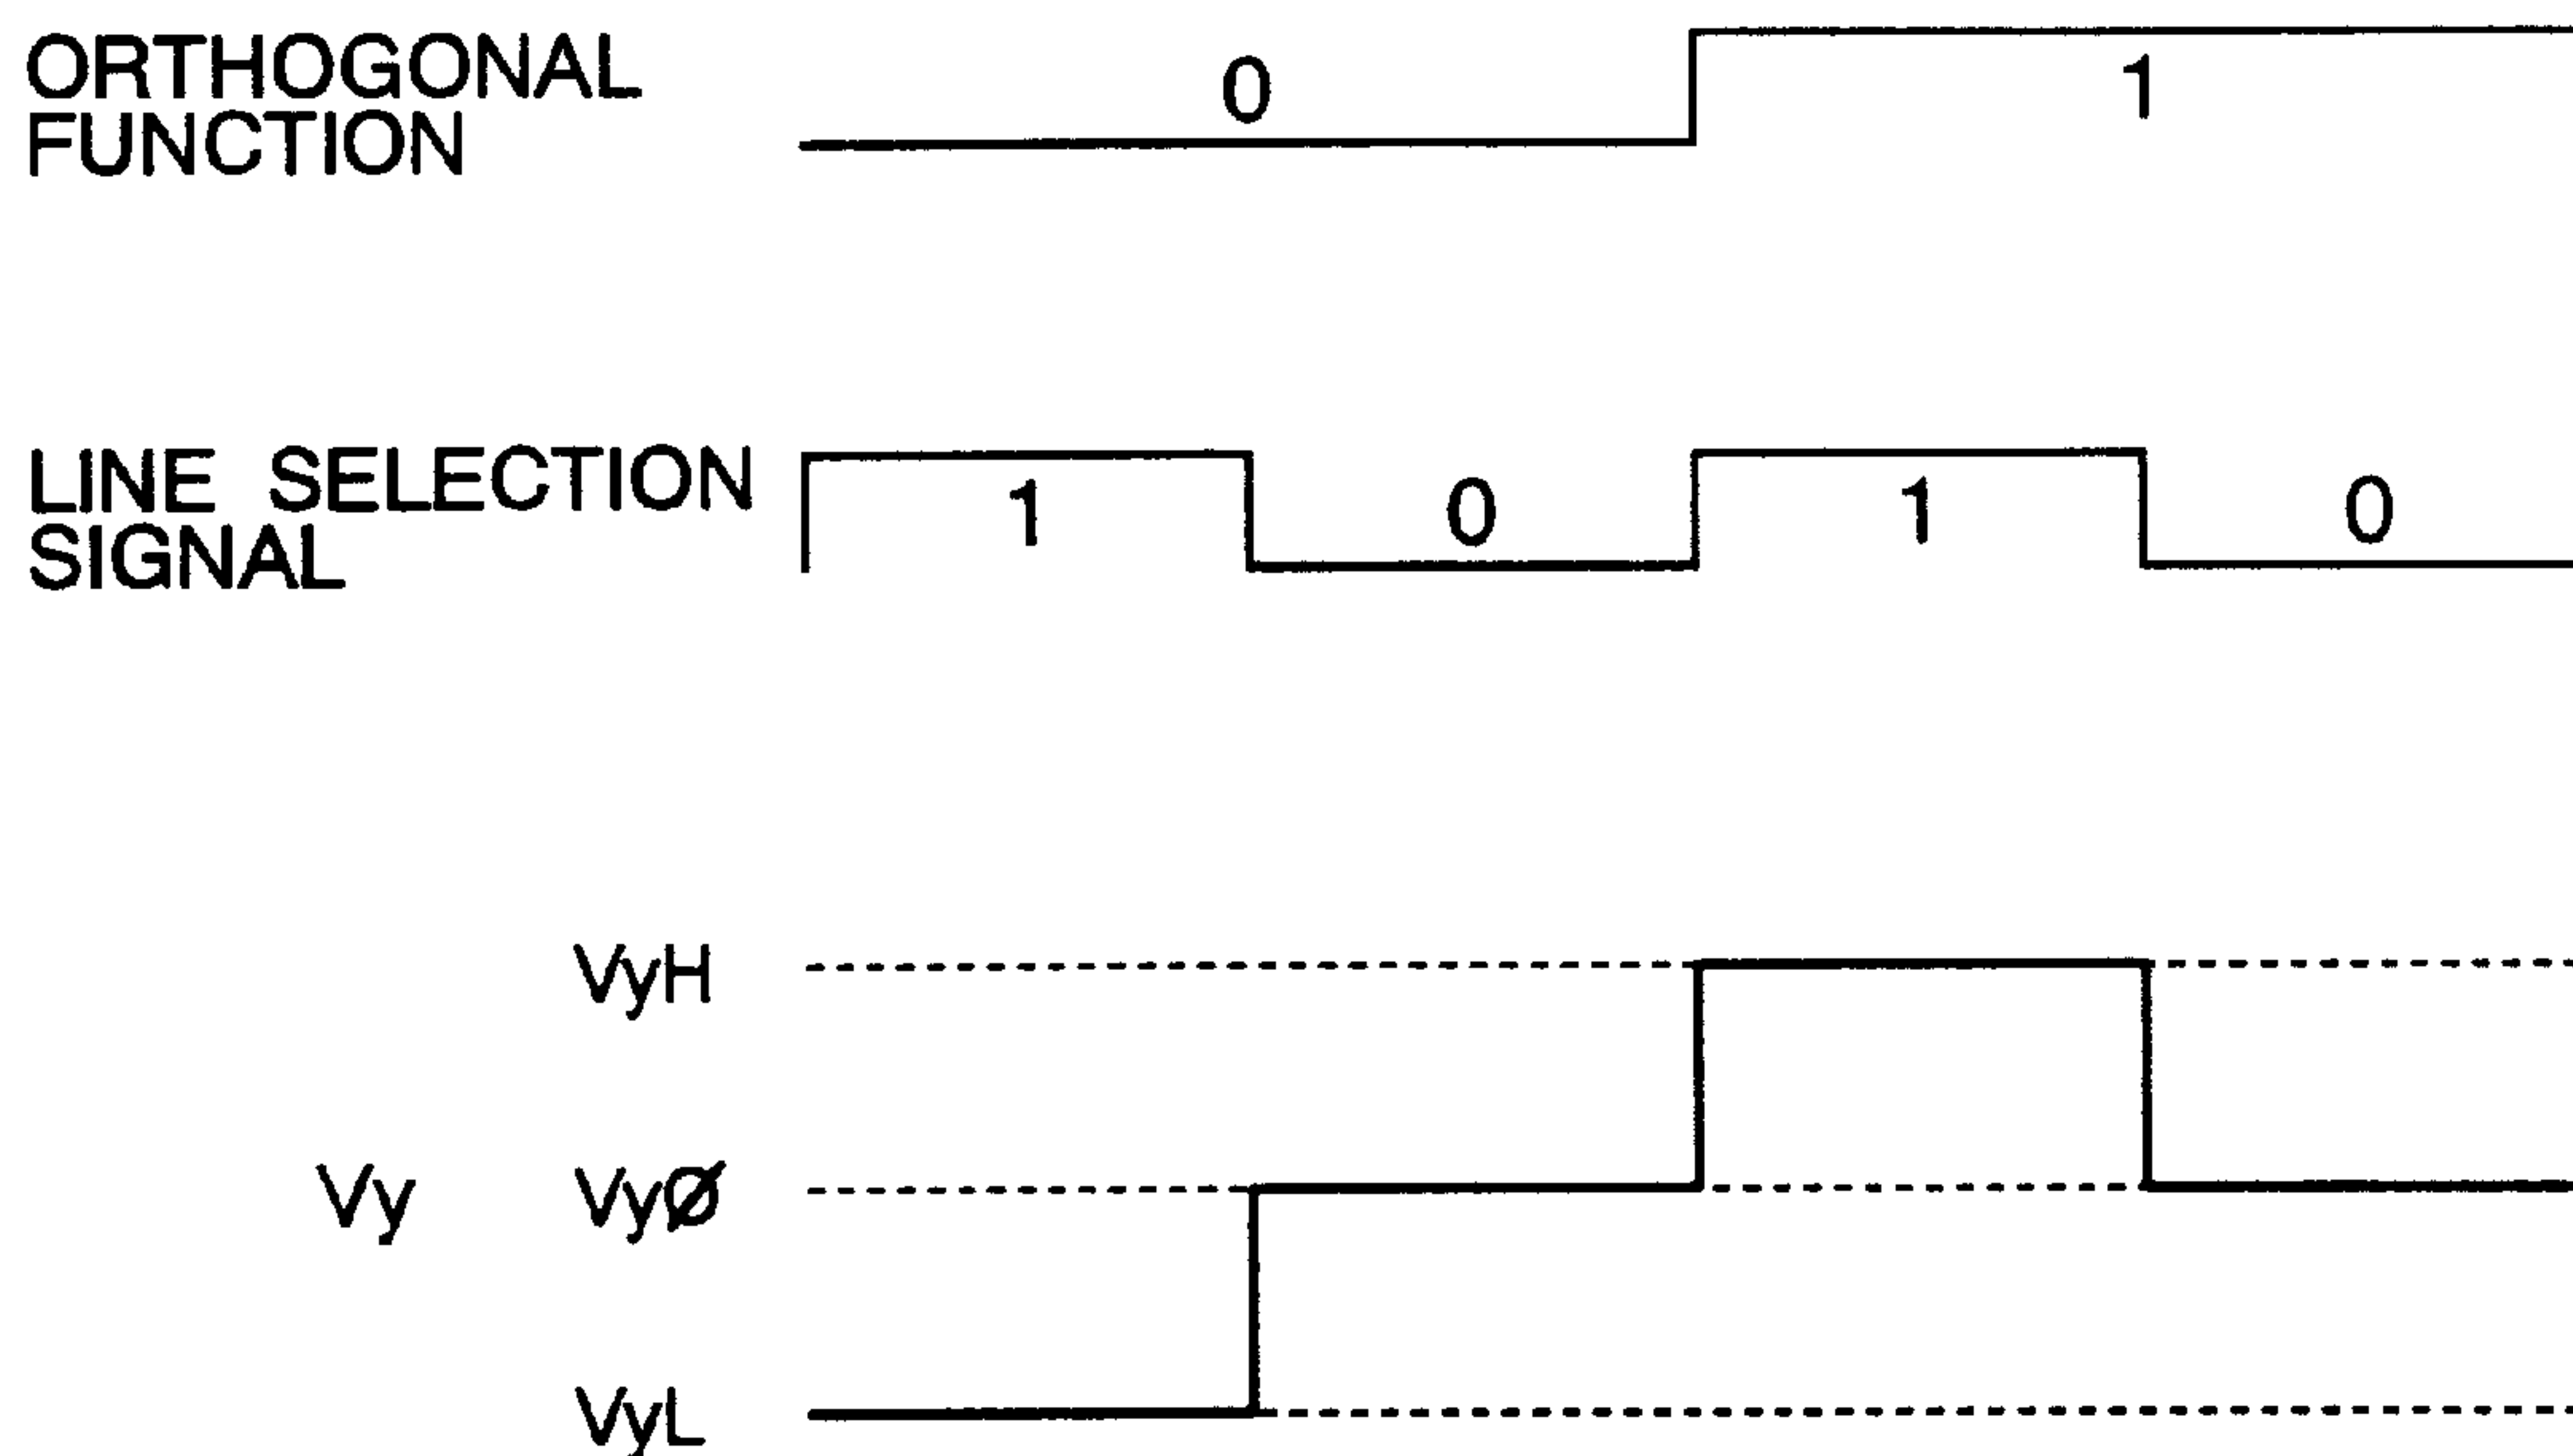 ORTHOGONAL
FUNCTION
0
1
LINE SELECTION
SIGNAL
1
0
1
0
VyH
Vy
VyØ
VyL